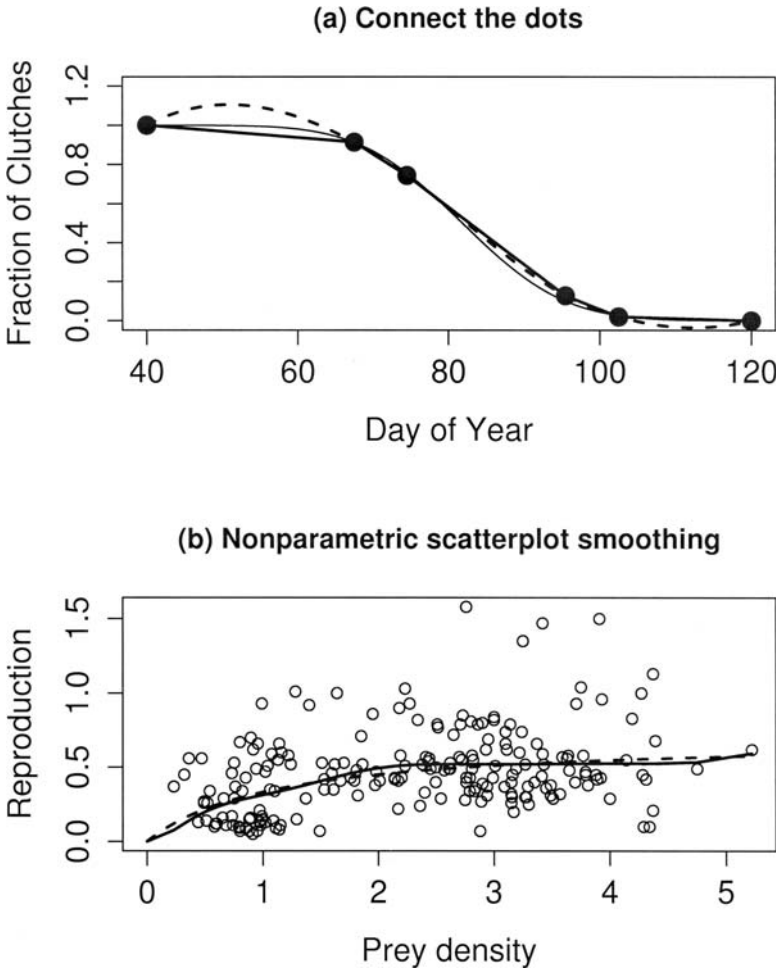 (a) Connect the dots
Fraction of Clutches
0.0 0.4 0.8 1.2
40 60 80 100 120
Day of Year
(b) Nonparametric scatterplot smoothing
Reproduction
0.0 0.5 1.0 1.5
0 1 2 3 4 5
Prey density